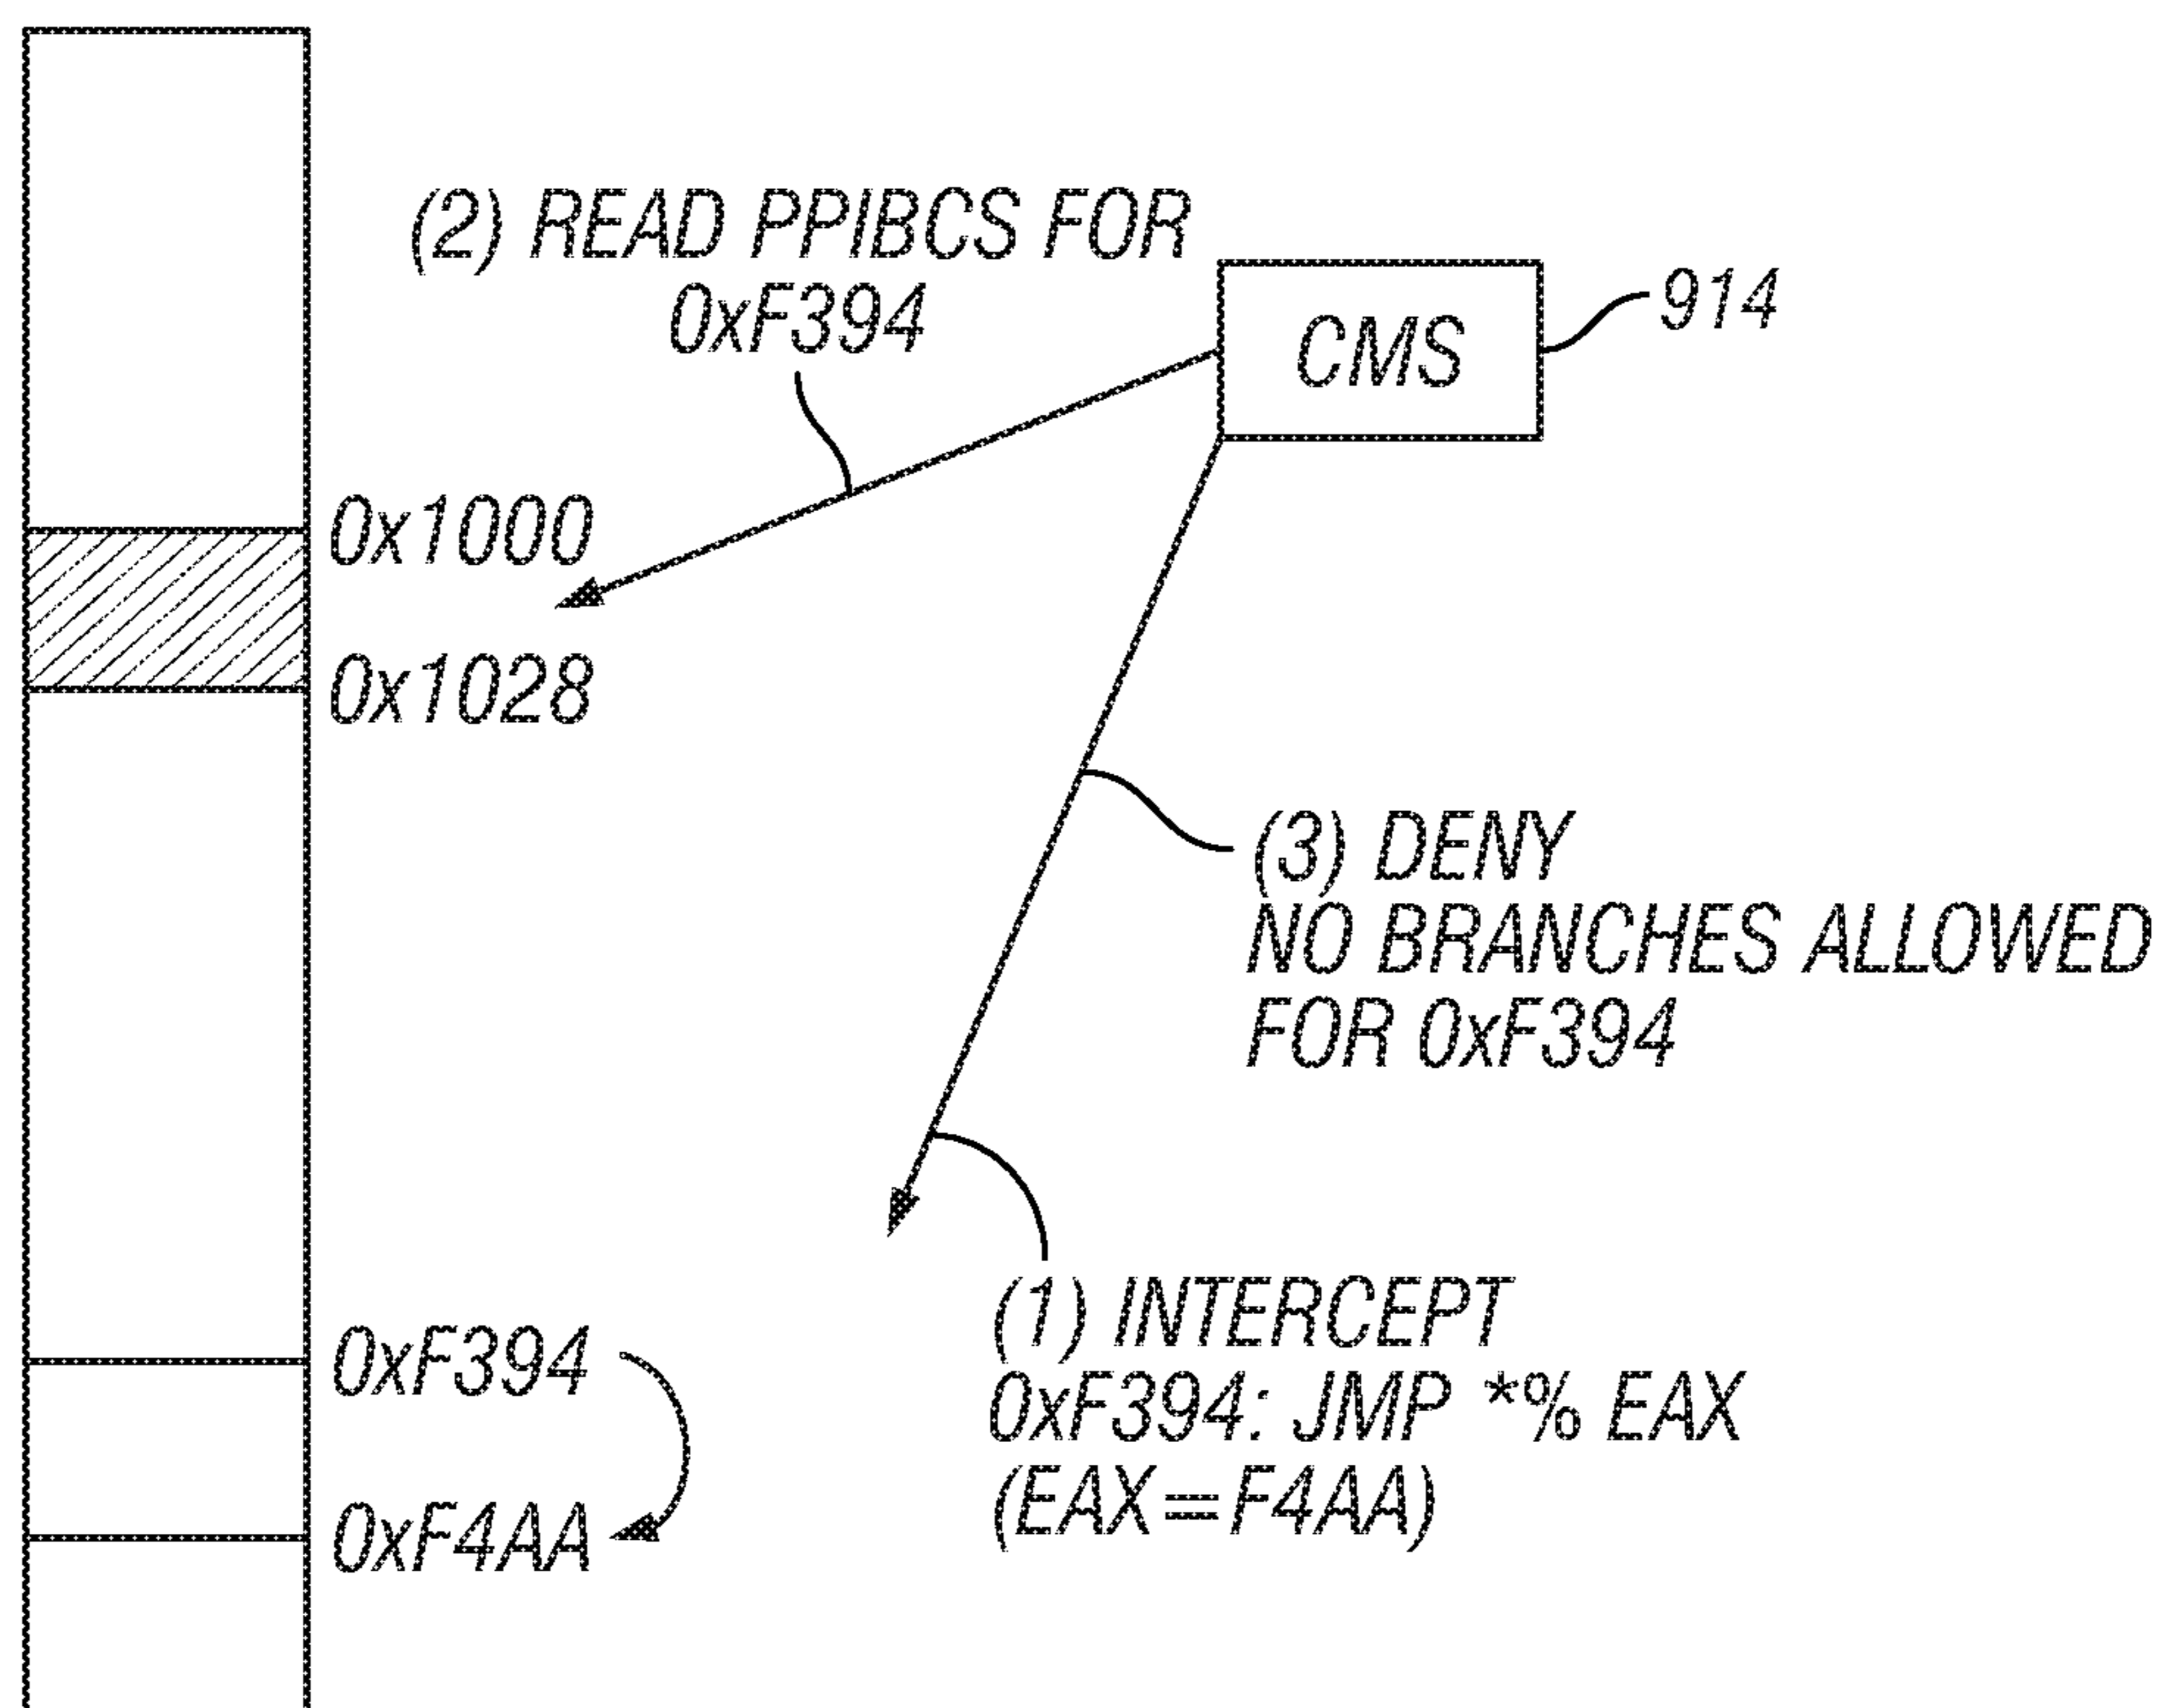 (2) READ PPIBCS FOR
0xF394
CMS
914
0x1000
0x1028
(3) DENY
NO BRANCHES ALLOWED
FOR 0xF394
(1) INTERCEPT
0xF394: JMP *% EAX
(EAX=F4AA)
0xF394
0xF4AA